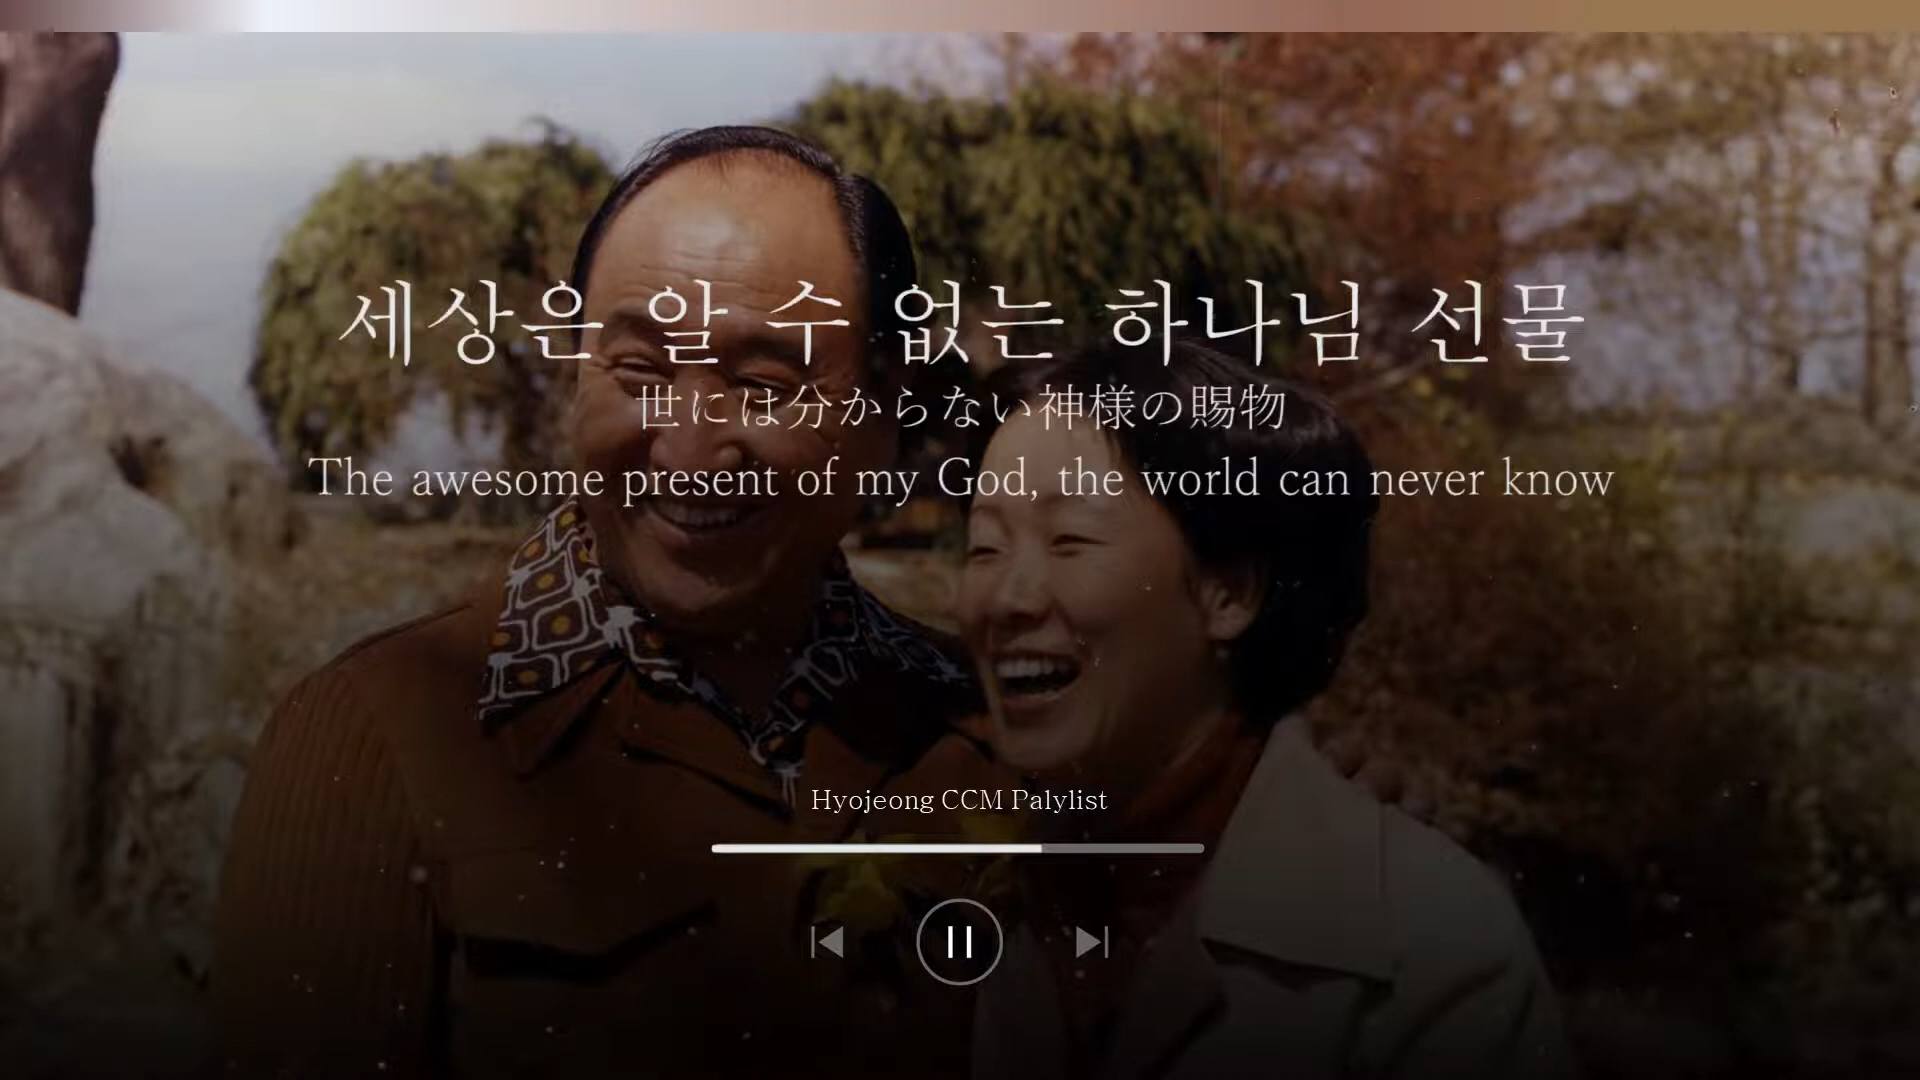 세상은 알 수 없는 하나님 선물
世には分からない神様の賜物
The awesome present of my God, the world can never know
Hyojeong CCM Palylist